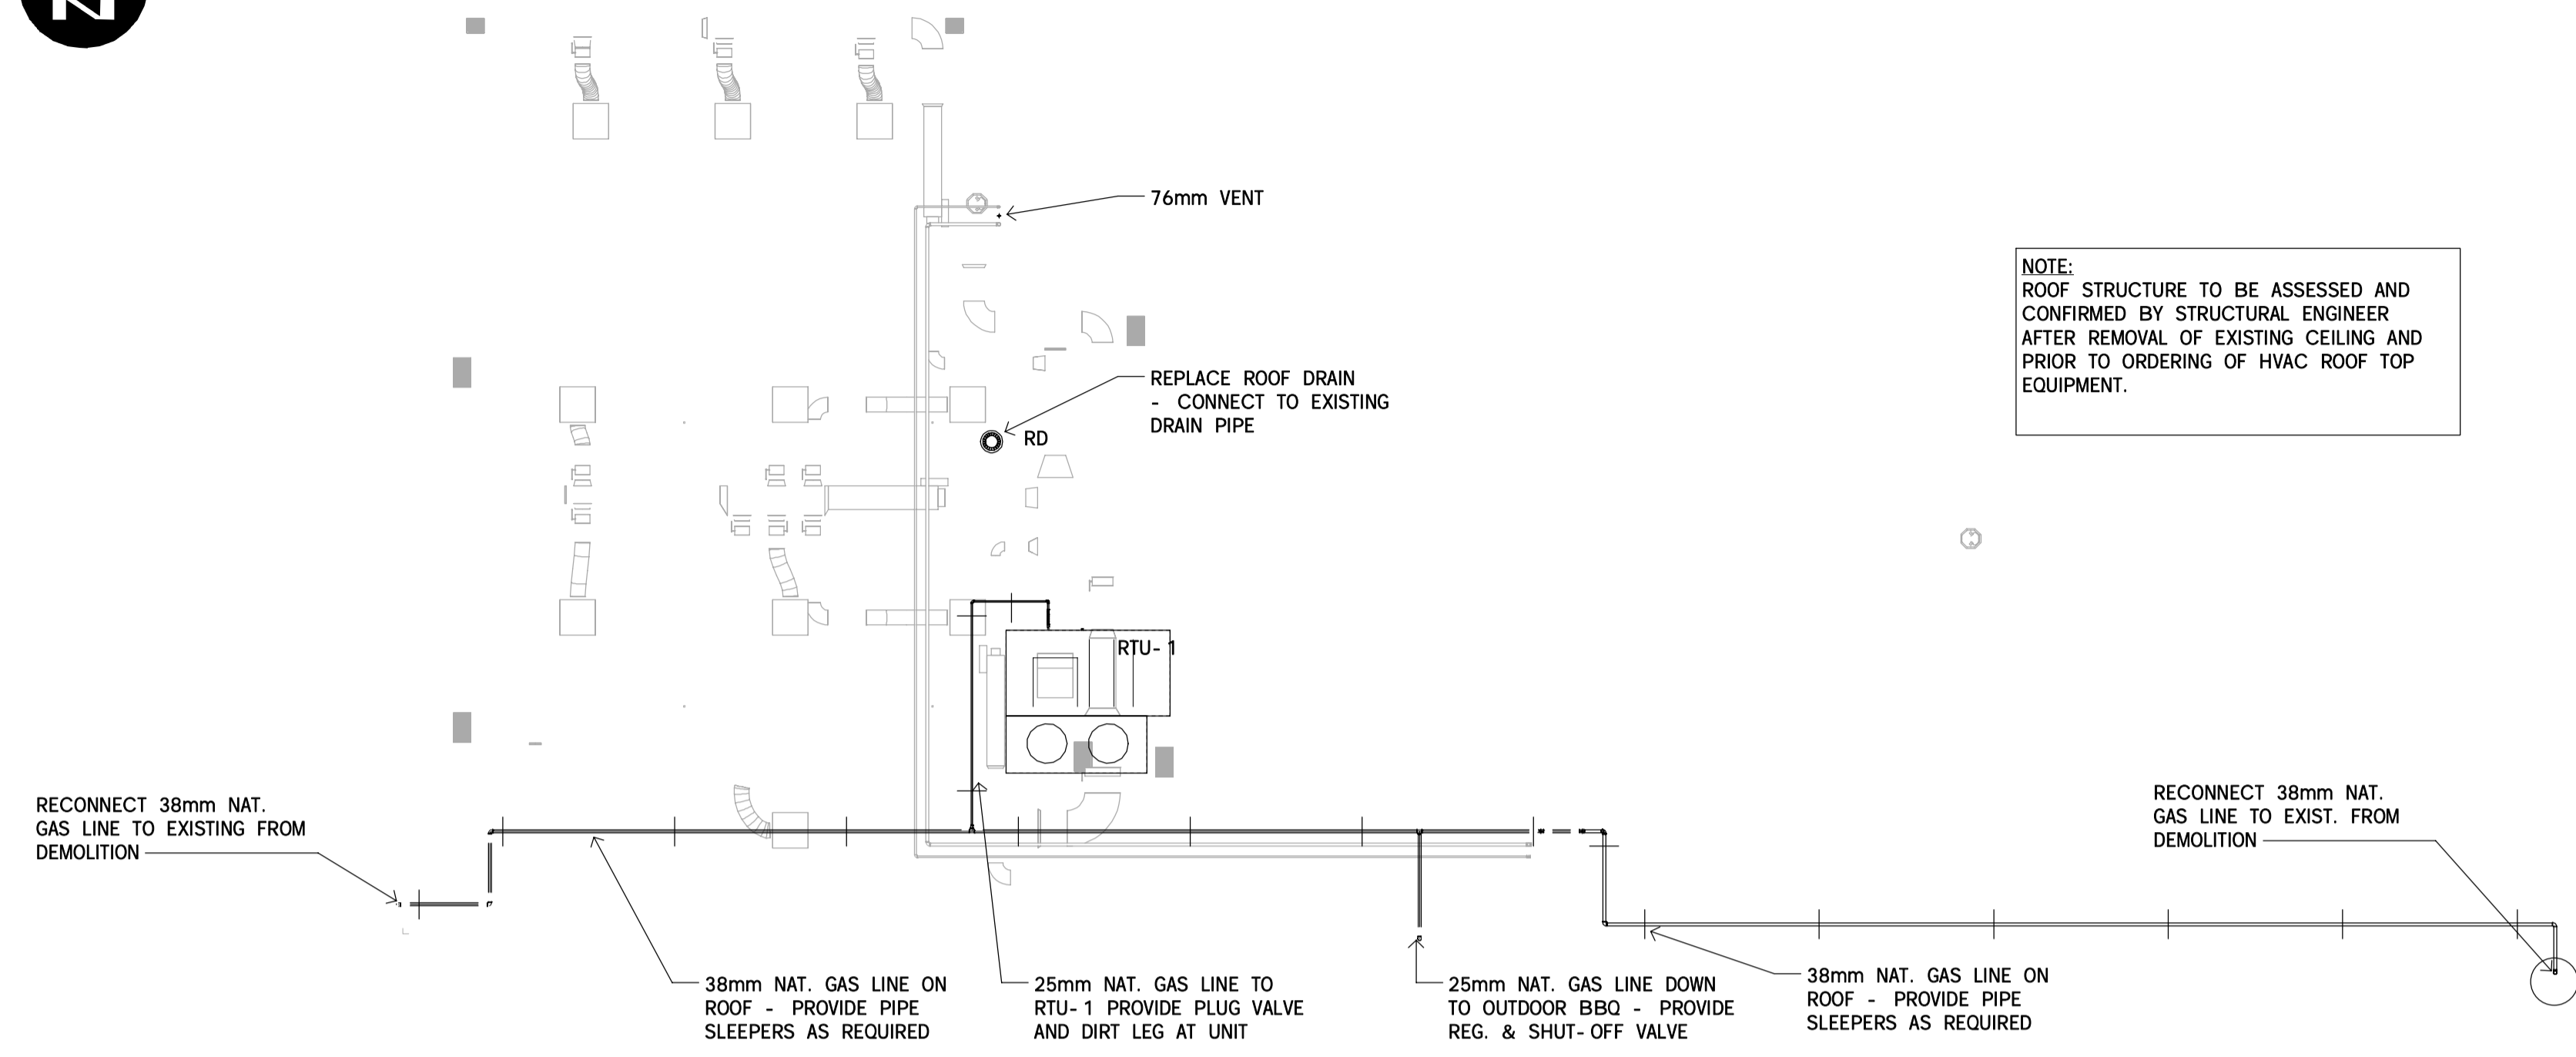 N
76mm VENT
NOTE:
ROOF STRUCTURE TO BE ASSESSED AND
CONFIRMED BY STRUCTURAL ENGINEER
AFTER REMOVAL OF EXISTING CEILING AND
PRIOR TO ORDERING OF HVAC ROOF TOP
EQUIPMENT.
REPLACE ROOF DRAIN
- CONNECT TO EXISTING
DRAIN PIPE
RD
RTU-1
RECONNECT 38mm NAT.
GAS LINE TO EXISTING FROM
DEMOLITION
RECONNECT 38mm NAT.
GAS LINE TO EXIST. FROM
DEMOLITION
38mm NAT. GAS LINE ON
ROOF - PROVIDE PIPE
SLEEPERS AS REQUIRED
25mm NAT. GAS LINE TO
RTU-1 PROVIDE PLUG VALVE
AND DIRT LEG AT UNIT
25mm NAT. GAS LINE DOWN
TO OUTDOOR BBQ - PROVIDE
REG. & SHUT-OFF VALVE
38mm NAT. GAS LINE ON
ROOF - PROVIDE PIPE
SLEEPERS AS REQUIRED